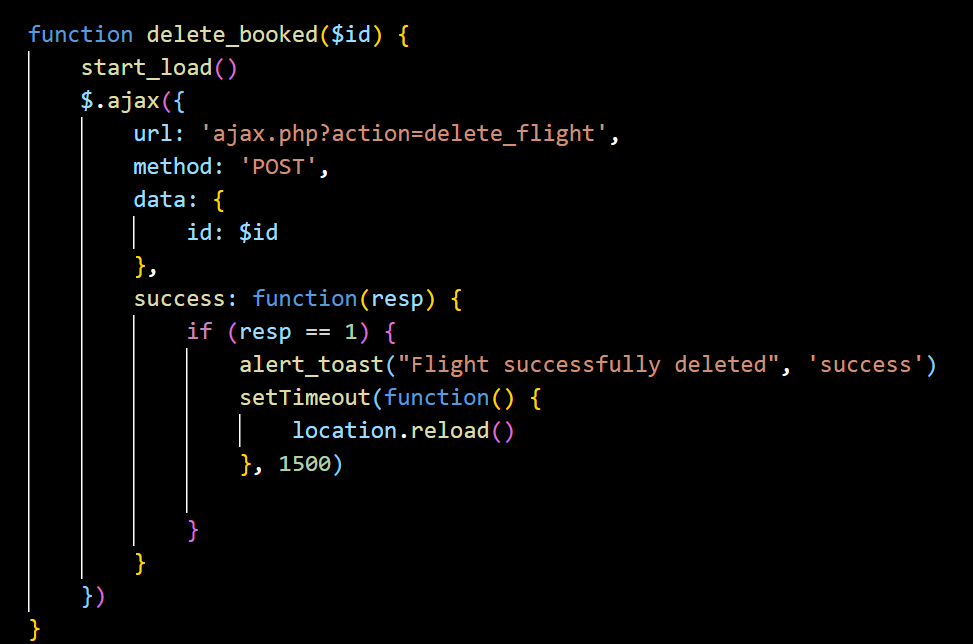 function delete_booked($id) {
start_load()
$.ajax({
url: 'ajax.php?action=delete_flight',
method: 'POST',
data: {
id: $id
},
success: function(resp) {
if (resp == 1) {
alert_toast("Flight successfully deleted", 'success')
setTimeout(function() {
location.reload()
}, 1500)
}
}
})
}